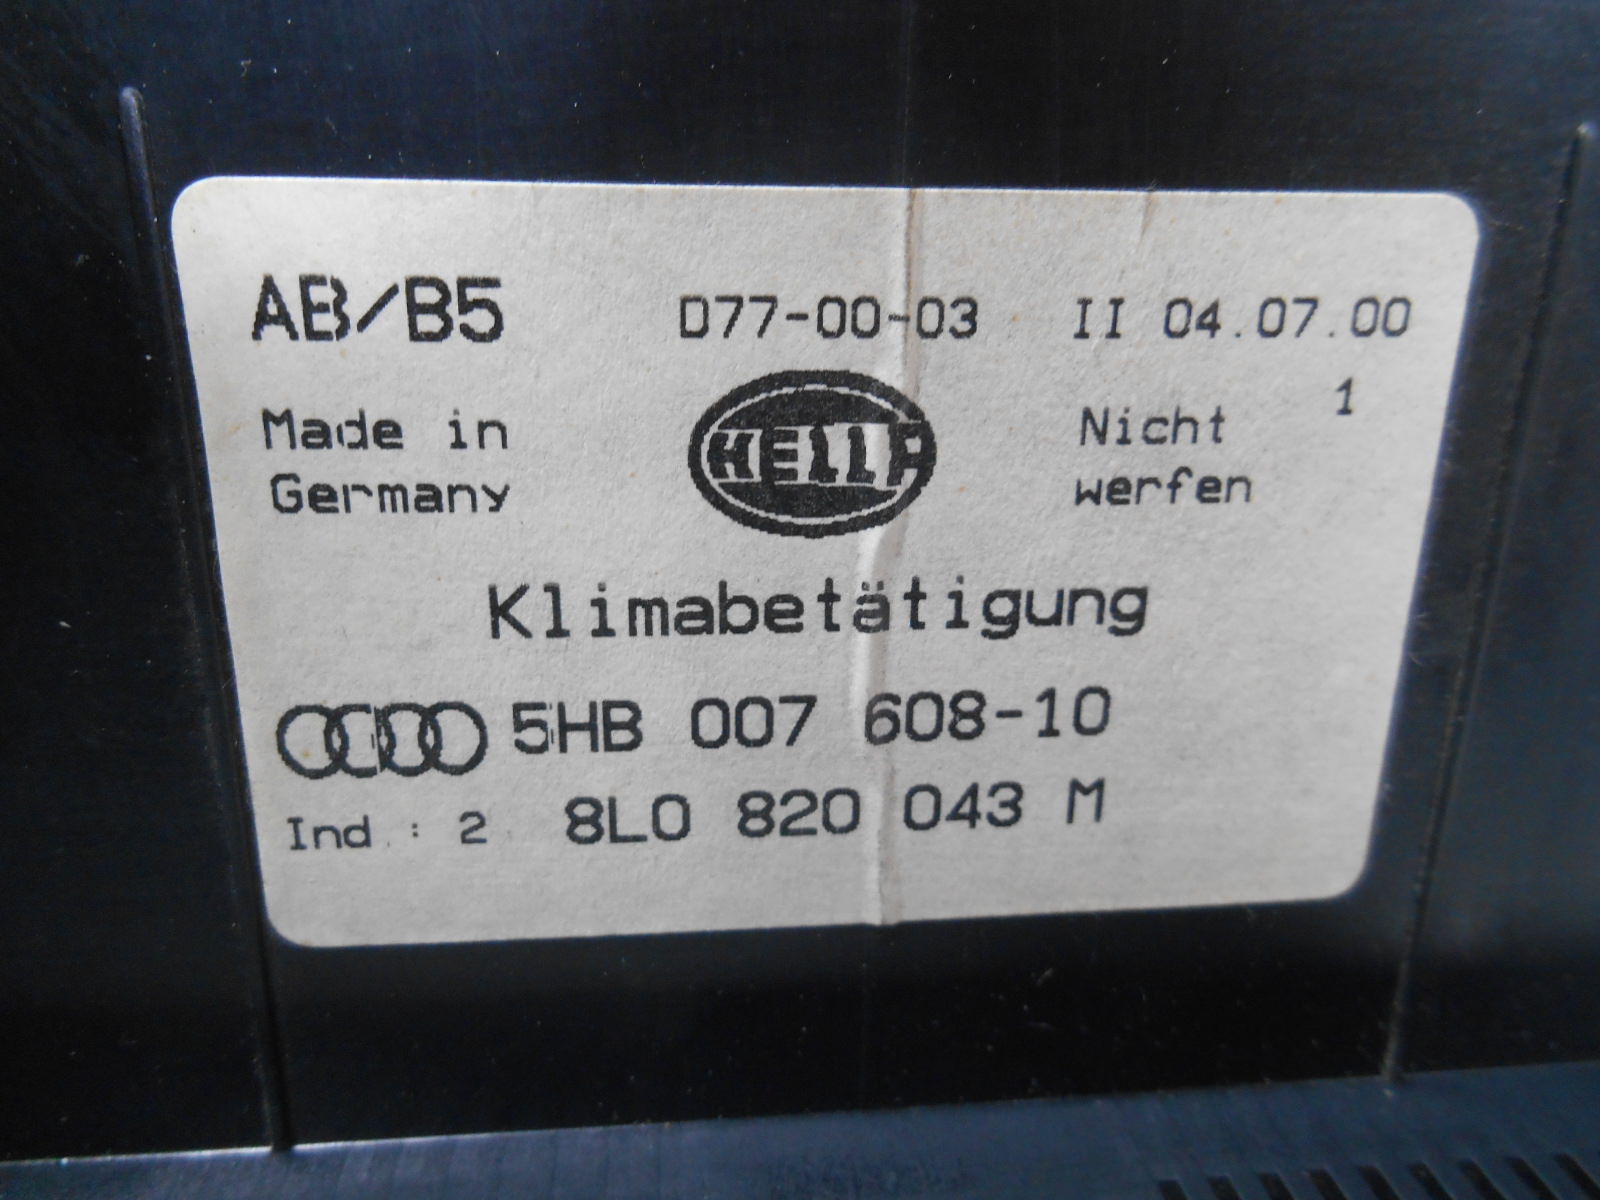 AB/B5 D77-00-03 II 04.07.00
Made in Germany
HELLA
Nicht werfen 1
Klimabetätigung
5HB 007 608-10
Ind.: 2 8L0 820 043 M